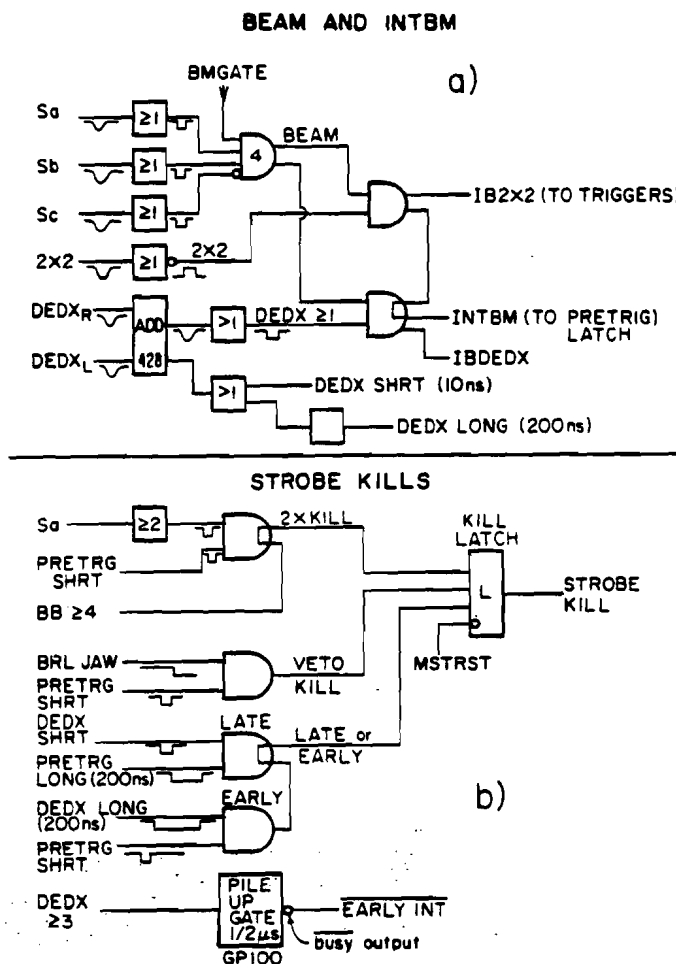 BEAM AND INTBM
BMGATE
a)
Sa
≥1
BEAM
Sb
≥1
4
IB2×2 (TO TRIGGERS)
Sc
≥1
2×2
≥1
2×2
DEDXR
ADD
>1
DEDX ≥1
INTBM (TO PRETRIG)
LATCH
IBDEDX
DEDXL
428
>1
DEDX SHRT (10ns)
DEDX LONG (200ns)
STROBE KILLS
Sa
≥2
2×KILL
KILL
LATCH
PRETRG
SHRT
L
STROBE
KILL
BB ≥4
MSTRST
BRL JAW
VETO
KILL
PRETRG
SHRT
DEDX
SHRT
LATE
LATE or
EARLY
PRETRG
LONG (200ns)
b)
DEDX LONG
(200ns)
EARLY
PRETRG
SHRT
DEDX
≥3
PILE
UP
GATE
1/2μs
EARLY INT
busy output
GP100